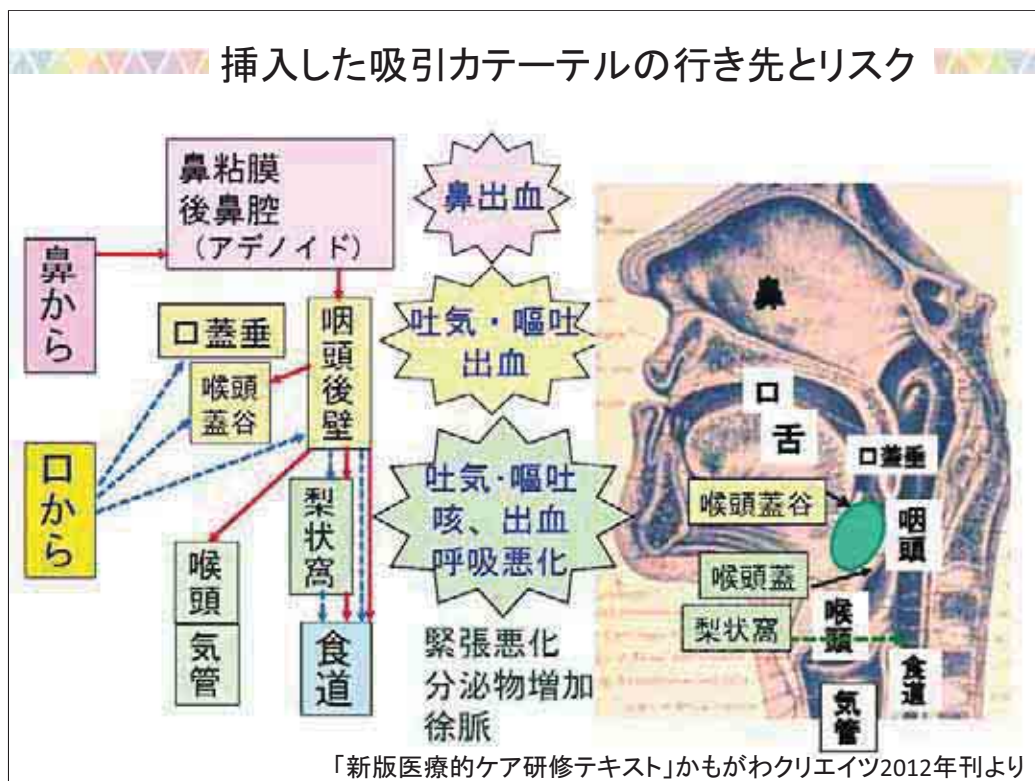 挿入した吸引カテーテルの行き先とリスク
鼻から
鼻粘膜
後鼻腔
(アデノイド)
口から
口蓋垂
喉頭
蓋谷
咽頭後壁
梨状窩
喉頭
気管
食道
鼻出血
吐気・嘔吐
出血
吐気・嘔吐
咳、出血
呼吸悪化
緊張悪化
分泌物増加
徐脈
鼻
口
舌
口蓋垂
喉頭蓋谷
咽頭
喉頭蓋
梨状窩
喉頭
食道
気管
「新版医療的ケア研修テキスト」かもがわクリエイツ2012年刊より